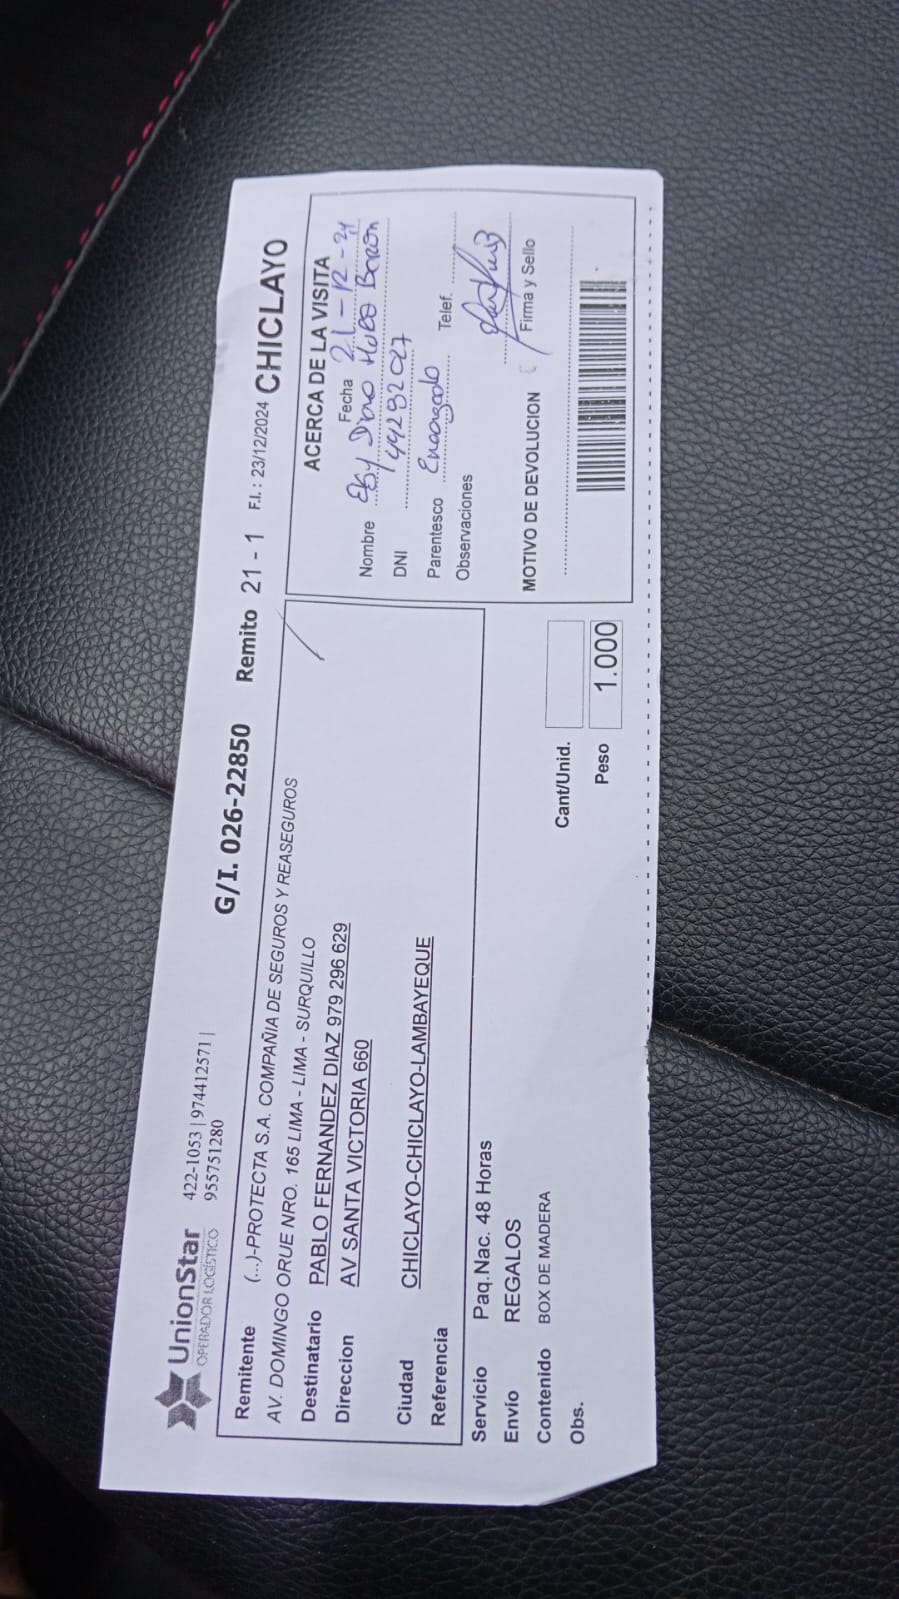 UnionStar
OPERADOR LOGÍSTICO
422-1053 | 974412571 |
955751280
G/I. 026-22850 Remito 21 - 1 F.I.: 23/12/2024 CHICLAYO
Remitente (...)-PROTECTA S.A. COMPAÑIA DE SEGUROS Y REASEGUROS
AV. DOMINGO ORUE NRO. 165 LIMA - LIMA - SURQUILLO
Destinatario PABLO FERNANDEZ DIAZ 979 296 629
Direccion AV SANTA VICTORIA 660
Ciudad CHICLAYO-CHICLAYO-LAMBAYEQUE
Referencia
Servicio Paq.Nac. 48 Horas
Envío REGALOS
Contenido BOX DE MADERA
Obs.
Cant/Unid.
Peso 1.000
ACERCA DE LA VISITA
Fecha 21-12-24
Nombre
DNI
Parentesco Encargado
Telef.
Observaciones
Firma y Sello
MOTIVO DE DEVOLUCION